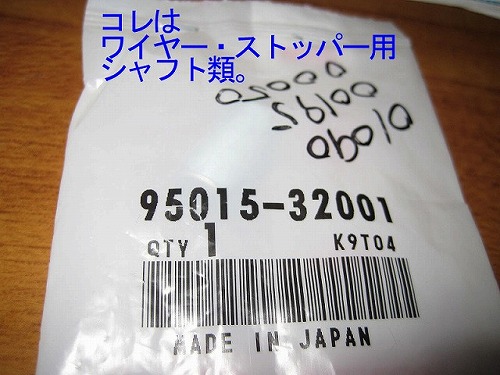 コレは
ワイヤー・ストッパー用
シャフト類。
95015-32001
QTY 1 K9T04
MADE IN JAPAN